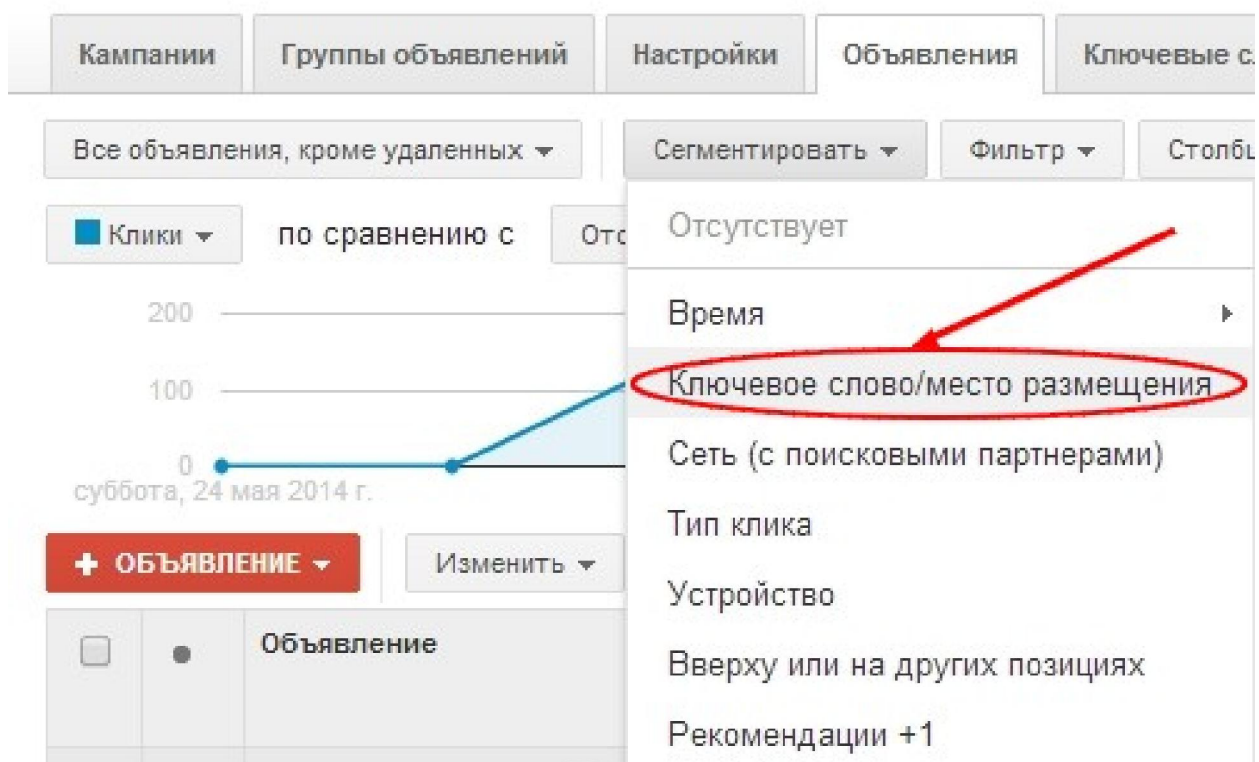 Кампании Группы объявлений Настройки Объявления Ключевые
Все объявления, кроме удаленных Сегментировать Фильтр
Клики по сравнению с
Отсутствует
200
Время
100
Ключевое слово/место размещения
0
Сеть (с поисковыми партнерами)
суббота, 24 мая 2014 г.
Тип клика
+ ОБЪЯВЛЕНИЕ Изменить
Устройство
Объявление
Вверху или на других позициях
Рекомендации +1